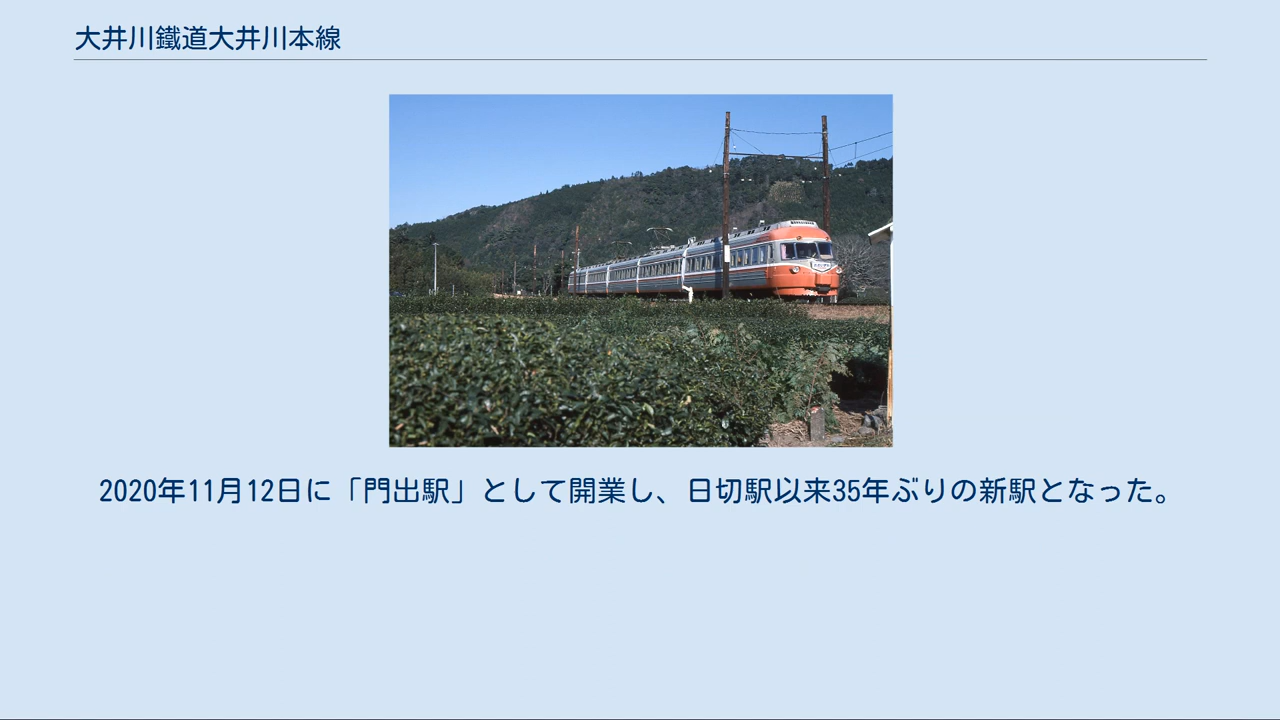 大井川鐵道大井川本線
2020年11月12日に「門出駅」として開業し、日切駅以来35年ぶりの新駅となった。